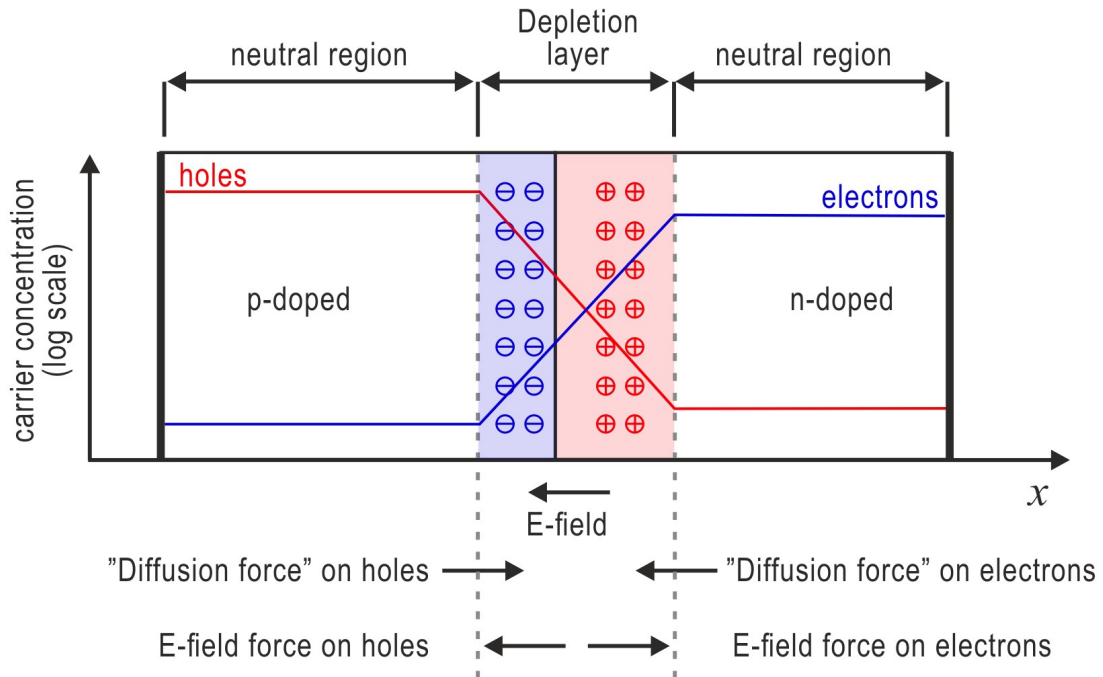 Depletion
layer
neutral region
neutral region
holes
electrons
carrier concentration
(log scale)
p-doped
n-doped
x
E-field
”Diffusion force” on holes
”Diffusion force” on electrons
E-field force on holes
E-field force on electrons